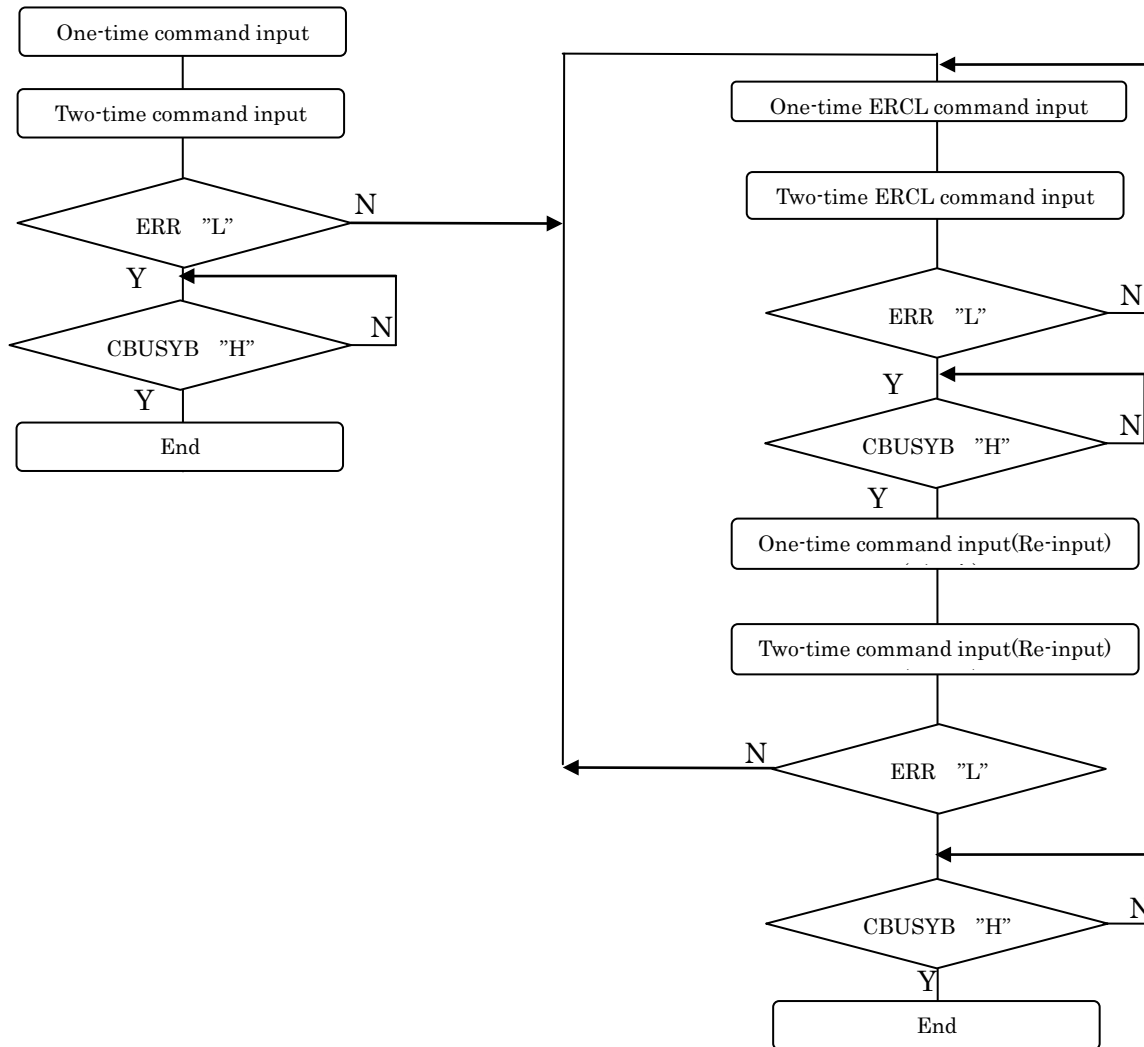 One-time command input
Two-time command input
ERR ”L”
N
Y
CBUSYB ”H”
N
Y
End
One-time ERCL command input
Two-time ERCL command input
ERR ”L”
N
Y
CBUSYB ”H”
N
Y
One-time command input(Re-input)
Two-time command input(Re-input)
N
ERR ”L”
CBUSYB ”H”
N
Y
End